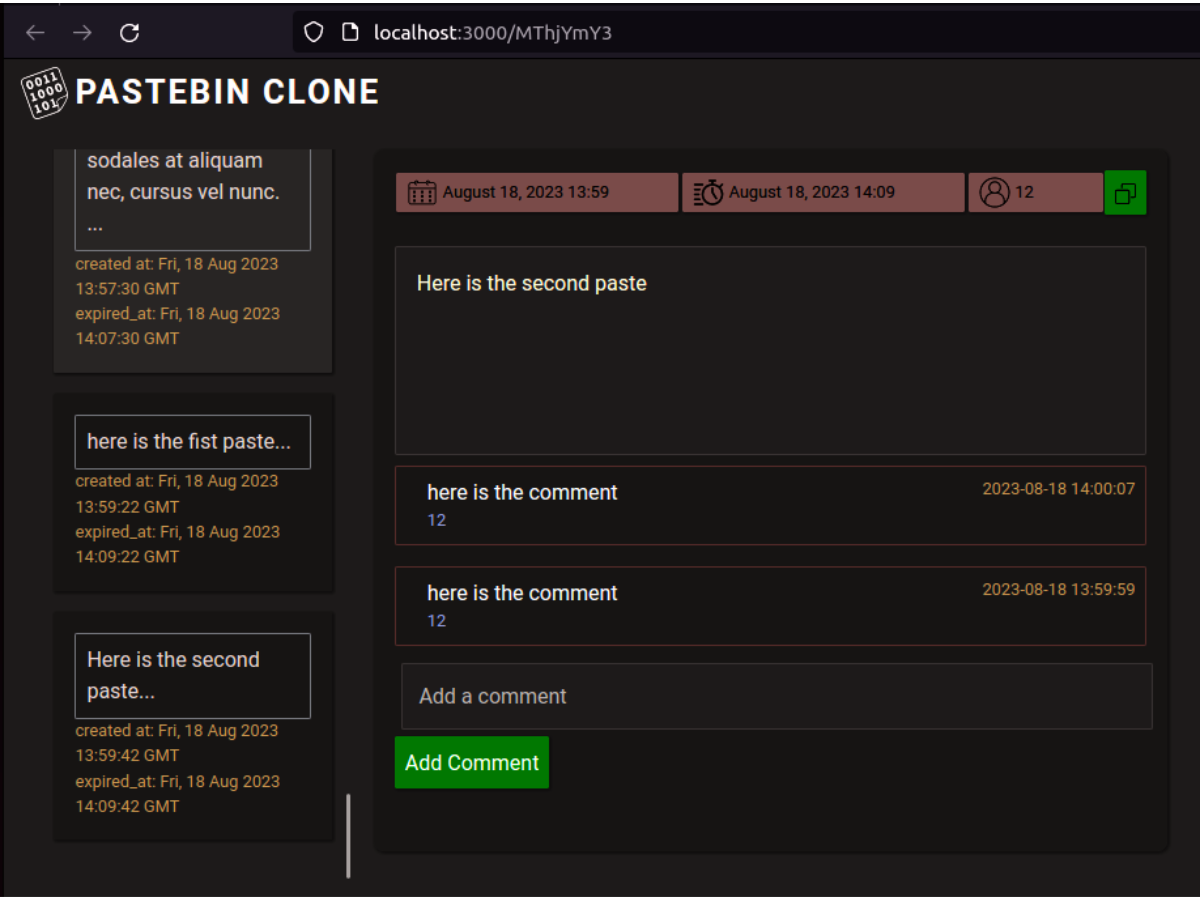 localhost:3000/MThjYmY3
0011
1000
101
PASTEBIN CLONE
sodales at aliquam
nec, cursus vel nunc.
...
created at: Fri, 18 Aug 2023
13:57:30 GMT
expired_at: Fri, 18 Aug 2023
14:07:30 GMT
here is the fist paste...
created at: Fri, 18 Aug 2023
13:59:22 GMT
expired_at: Fri, 18 Aug 2023
14:09:22 GMT
Here is the second
paste...
created at: Fri, 18 Aug 2023
13:59:42 GMT
expired_at: Fri, 18 Aug 2023
14:09:42 GMT
August 18, 2023 13:59
August 18, 2023 14:09
12
Here is the second paste
here is the comment
2023-08-18 14:00:07
12
here is the comment
2023-08-18 13:59:59
12
Add a comment
Add Comment